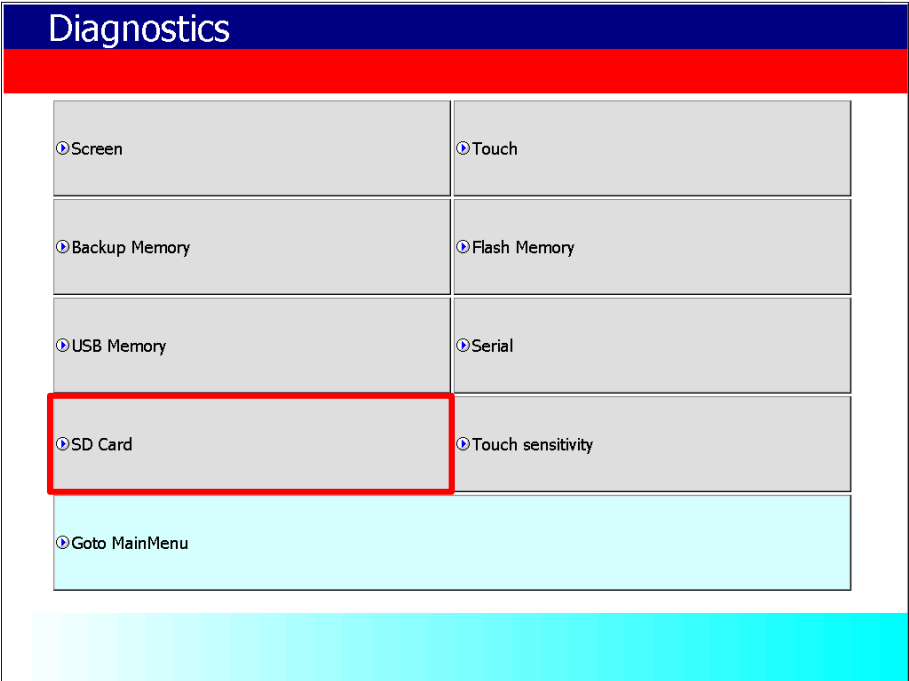 Diagnostics
Screen
Touch
Backup Memory
Flash Memory
USB Memory
Serial
SD Card
Touch sensitivity
Goto MainMenu